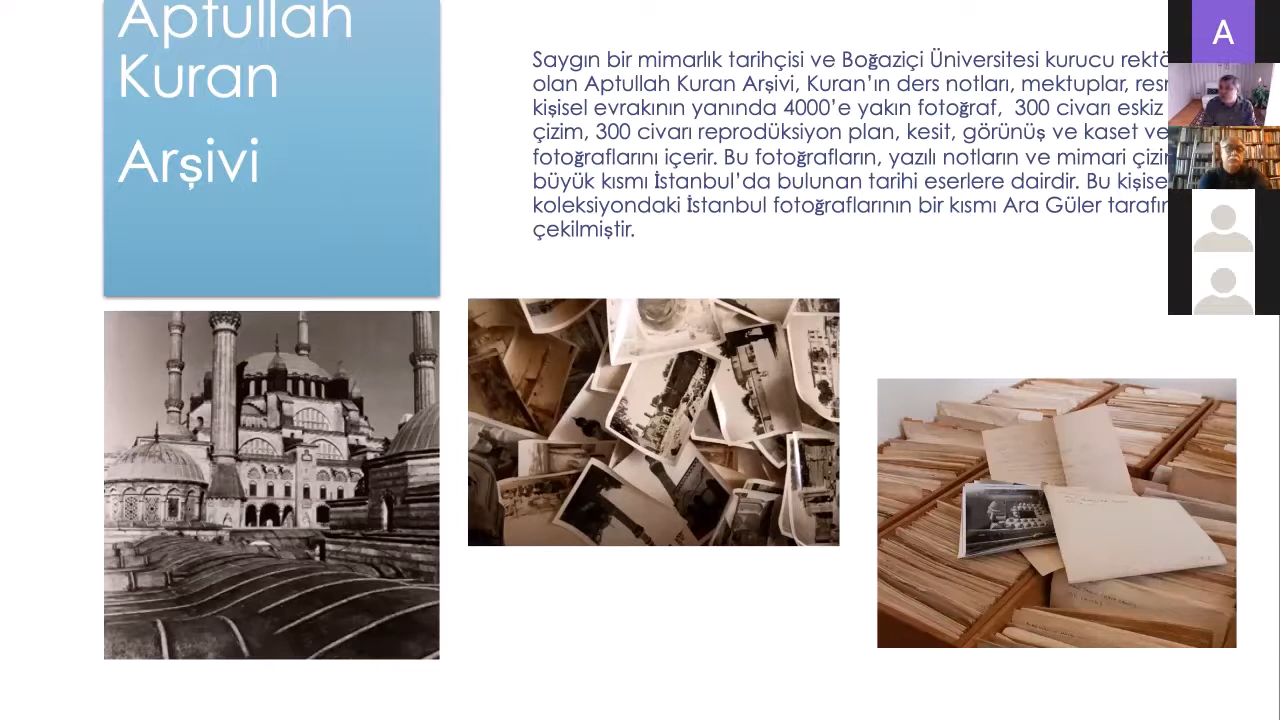 Aptullah
Kuran
Arşivi
Saygın bir mimarlık tarihçisi ve Boğaziçi Üniversitesi kurucu
olan Aptullah Kuran Arşivi, Kuran’ın ders notları, mektuplar,
kişisel evrakının yanında 4000’e yakın fotoğraf, 300 civarı eskiz
çizim, 300 civarı reprodüksiyon plan, kesit, görünüş ve kaset ve
fotoğraflarını içerir. Bu fotoğrafların, yazılı notların ve mimari
büyük kısmı İstanbul’da bulunan tarihi eserlere dairdir. Bu
koleksiyondaki İstanbul fotoğraflarının bir kısmı Ara Güler
çekilmiştir.
A